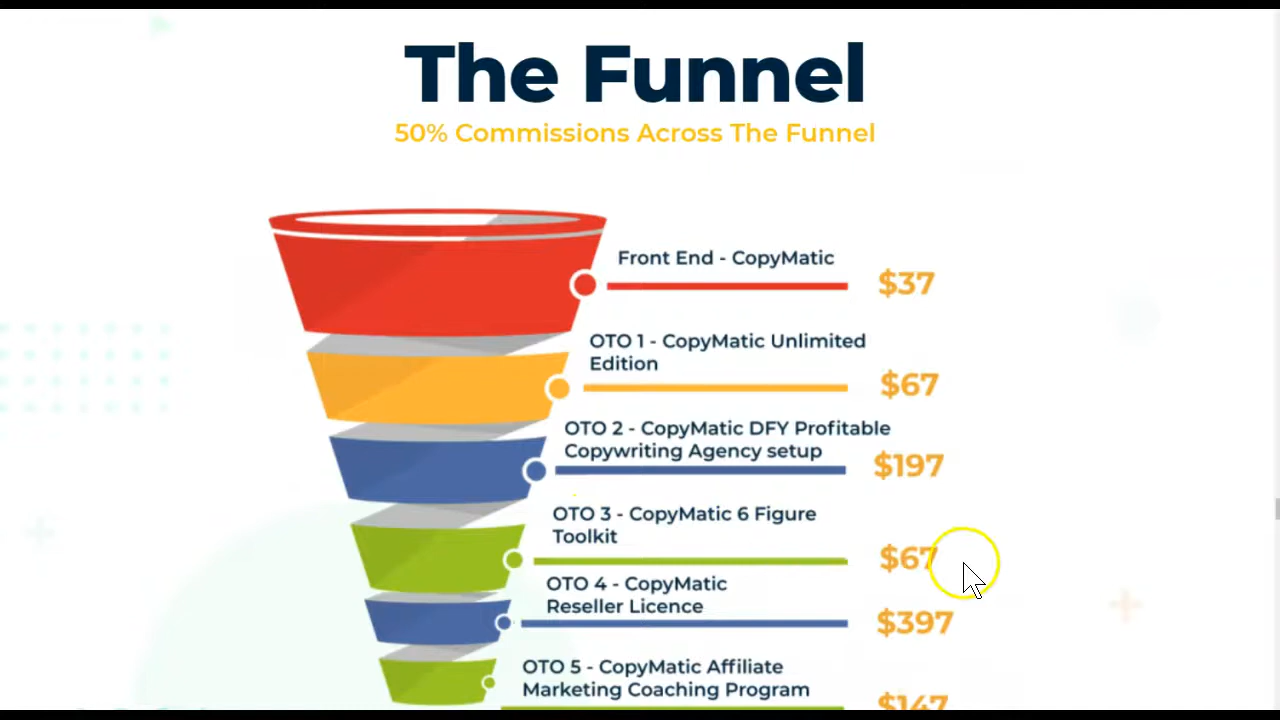 The Funnel
50% Commissions Across The Funnel
Front End - CopyMatic
$37
OTO 1 - CopyMatic Unlimited
Edition
$67
OTO 2 - CopyMatic DFY Profitable
Copywriting Agency setup
$197
OTO 3 - CopyMatic 6 Figure
Toolkit
$67
OTO 4 - CopyMatic
Reseller Licence
$397
OTO 5 - CopyMatic Affiliate
Marketing Coaching Program
$147